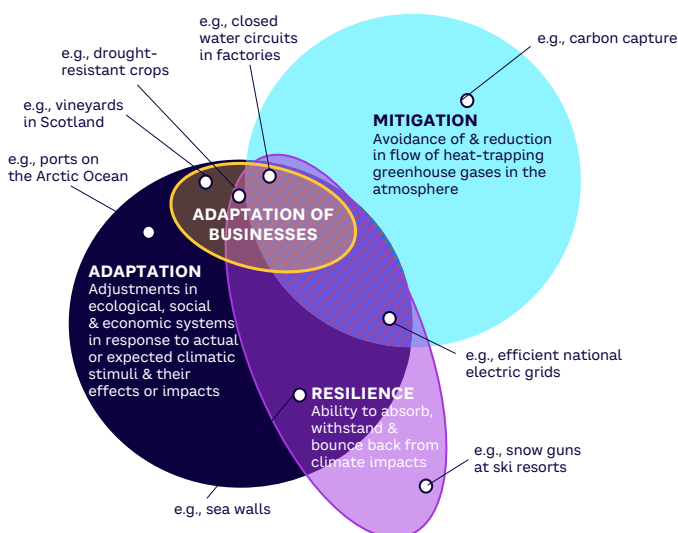 e.g., closed
water circuits
in factories
e.g., carbon capture
e.g., drought-
resistant crops
e.g., vineyards
in Scotland
e.g., ports on
the Arctic Ocean
MITIGATION
Avoidance of & reduction
in flow of heat-trapping
greenhouse gases in the
atmosphere
ADAPTATION OF
BUSINESSES
ADAPTATION
Adjustments in
ecological, social
& economic systems
in response to actual
or expected climatic
stimuli & their
effects or impacts
e.g., efficient national
electric grids
RESILIENCE
Ability to absorb,
withstand &
bounce back from
climate impacts
e.g., snow guns
at ski resorts
e.g., sea walls